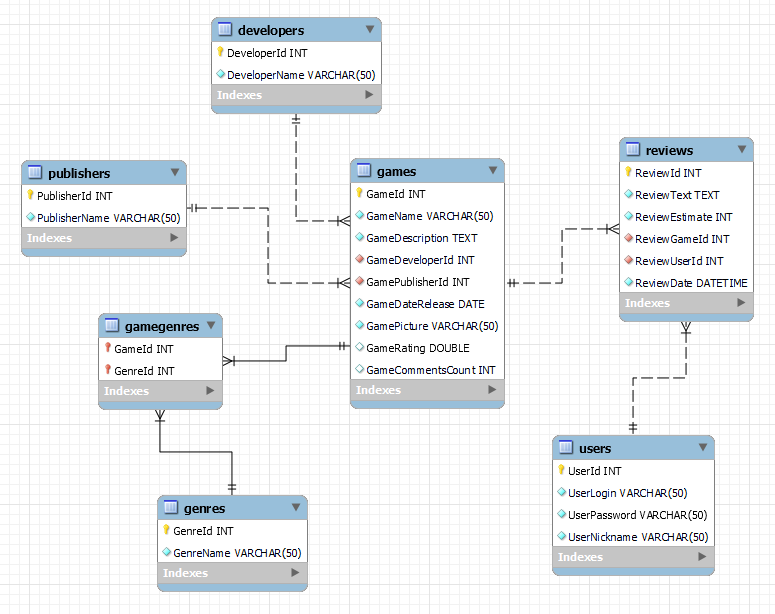 developers
DeveloperId INT
DeveloperName VARCHAR(50)
Indexes
publishers
PublisherId INT
PublisherName VARCHAR(50)
Indexes
games
GameId INT
GameName VARCHAR(50)
GameDescription TEXT
GameDeveloperId INT
GamePublisherId INT
GameDateRelease DATE
GamePicture VARCHAR(50)
GameRating DOUBLE
GameCommentsCount INT
Indexes
reviews
ReviewId INT
ReviewText TEXT
ReviewEstimate INT
ReviewGameId INT
ReviewUserId INT
ReviewDate DATETIME
Indexes
gamegenres
GameId INT
GenreId INT
Indexes
genres
GenreId INT
GenreName VARCHAR(50)
Indexes
users
UserId INT
UserLogin VARCHAR(50)
UserPassword VARCHAR(50)
UserNickname VARCHAR(50)
Indexes